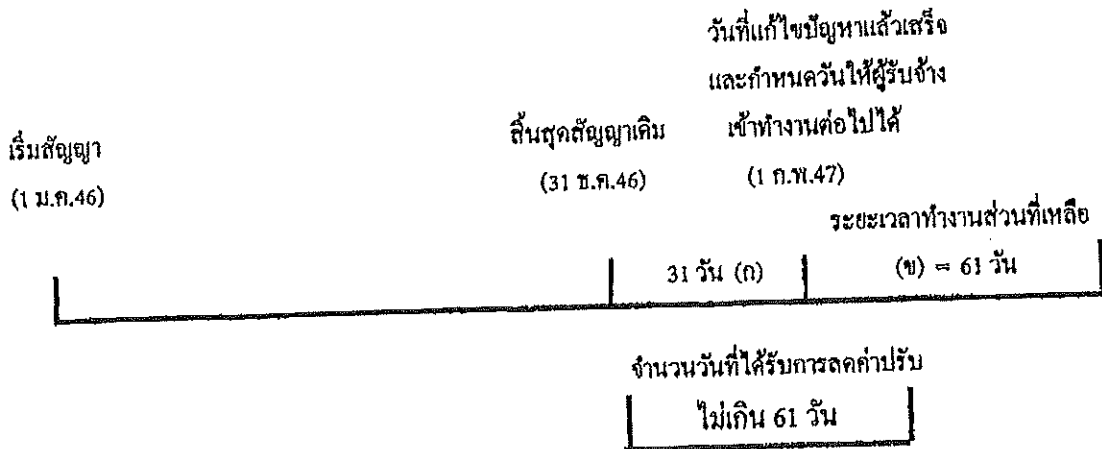 วันที่แก้ไขปัญหาแล้วเสร็จ
และกำหนดวันให้ผู้รับจ้าง
เข้าทำงานต่อไปได้
(1 ก.พ.47)
สิ้นสุดสัญญาเดิม
(31 ธ.ค.46)
เริ่มสัญญา
(1 ม.ค.46)
ระยะเวลาทำงานส่วนที่เหลือ
31 วัน (ก)
(ข) = 61 วัน
จำนวนวันที่ได้รับการลดค่าปรับ
ไม่เกิน 61 วัน